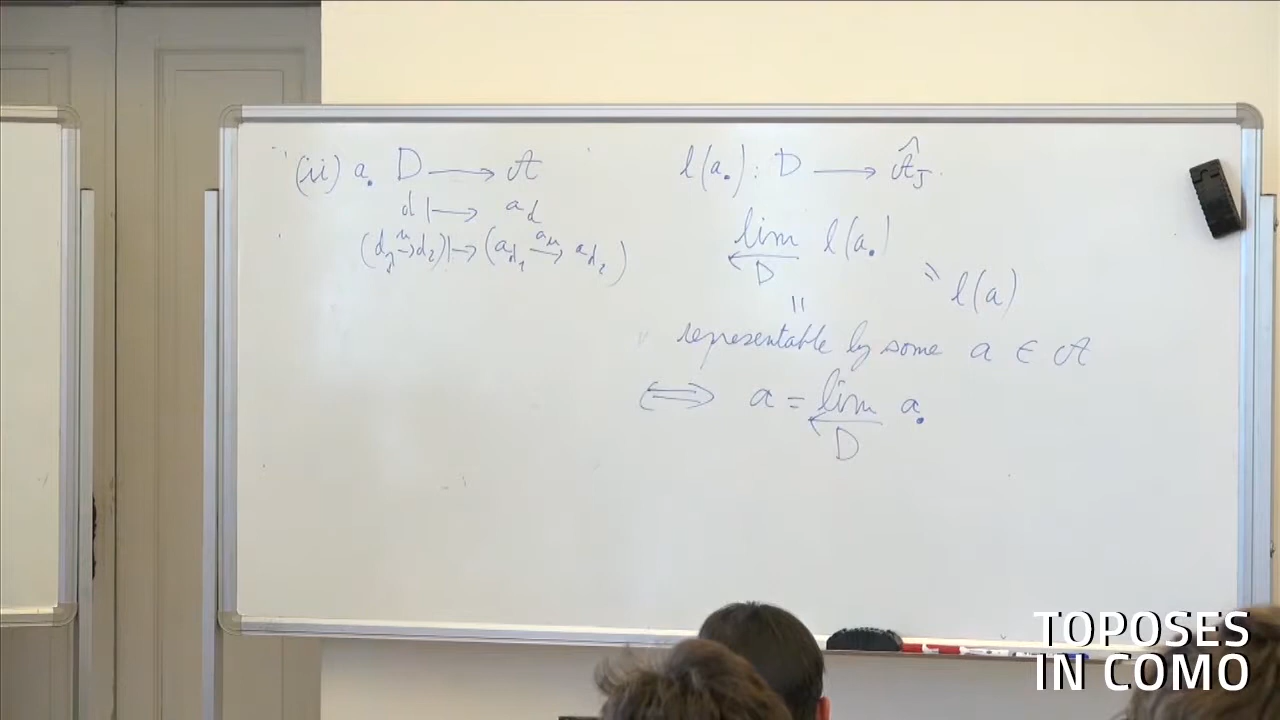 (ii) a. D ⟶ 𝒜
d ⟼ a_d
(d₁ →ᵘ d₂) ⟼ (a_{d₁} →^{a_u} a_{d₂})
l(a.) : D ⟶ 𝒜̂_J.
lim l(a.)
←
D
≅ l(a)
=
representable by some a ∈ 𝒜
⟺ a = lim a.
←
D
TOPOSES
IN COMO